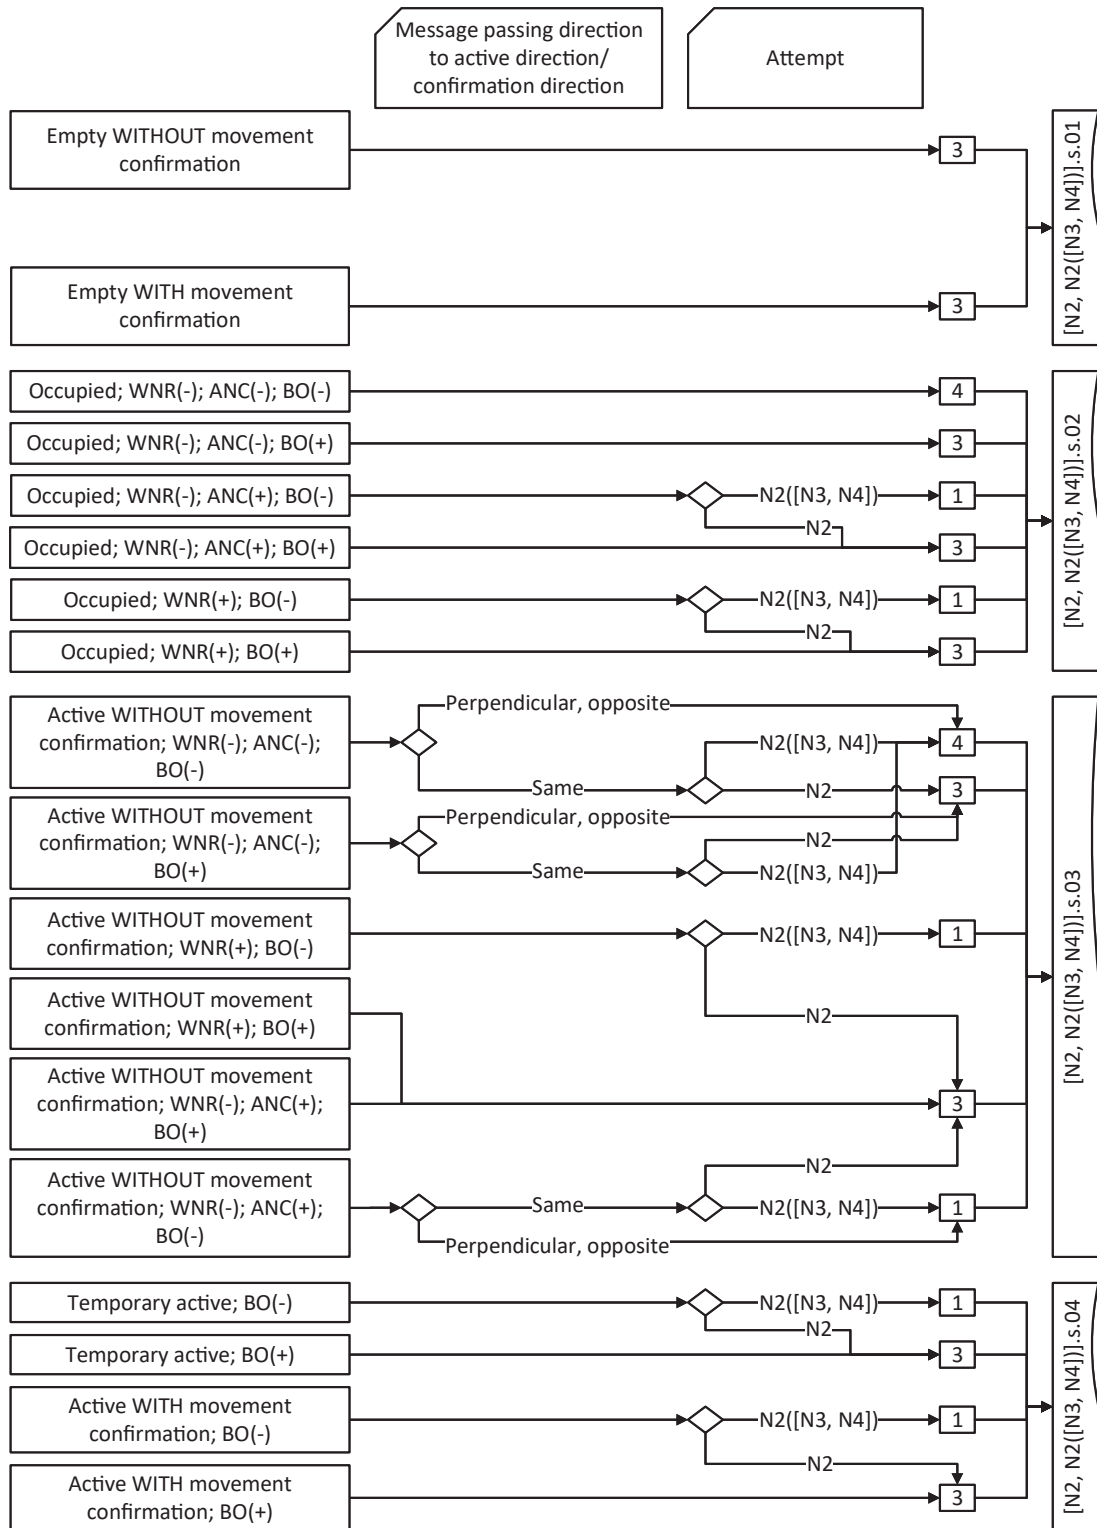 Message passing direction
to active direction/
confirmation direction
Attempt
Empty WITHOUT movement
confirmation
3
Empty WITH movement
confirmation
3
[N2, N2([N3, N4])].s.01
Occupied; WNR(-); ANC(-); BO(-)
4
Occupied; WNR(-); ANC(-); BO(+)
3
Occupied; WNR(-); ANC(+); BO(-)
N2([N3, N4])
1
N2
Occupied; WNR(-); ANC(+); BO(+)
3
Occupied; WNR(+); BO(-)
N2([N3, N4])
1
N2
Occupied; WNR(+); BO(+)
3
[N2, N2([N3, N4])].s.02
Active WITHOUT movement
confirmation; WNR(-); ANC(-);
BO(-)
Perpendicular, opposite
N2([N3, N4])
4
Same
N2
3
Active WITHOUT movement
confirmation; WNR(-); ANC(-);
BO(+)
Perpendicular, opposite
N2
Same
N2([N3, N4])
Active WITHOUT movement
confirmation; WNR(+); BO(-)
N2([N3, N4])
1
Active WITHOUT movement
confirmation; WNR(+); BO(+)
N2
Active WITHOUT movement
confirmation; WNR(-); ANC(+);
BO(+)
3
Active WITHOUT movement
confirmation; WNR(-); ANC(+);
BO(-)
N2
Same
N2([N3, N4])
1
Perpendicular, opposite
[N2, N2([N3, N4])].s.03
Temporary active; BO(-)
N2([N3, N4])
1
N2
Temporary active; BO(+)
3
Active WITH movement
confirmation; BO(-)
N2([N3, N4])
1
N2
Active WITH movement
confirmation; BO(+)
3
[N2, N2([N3, N4])].s.04